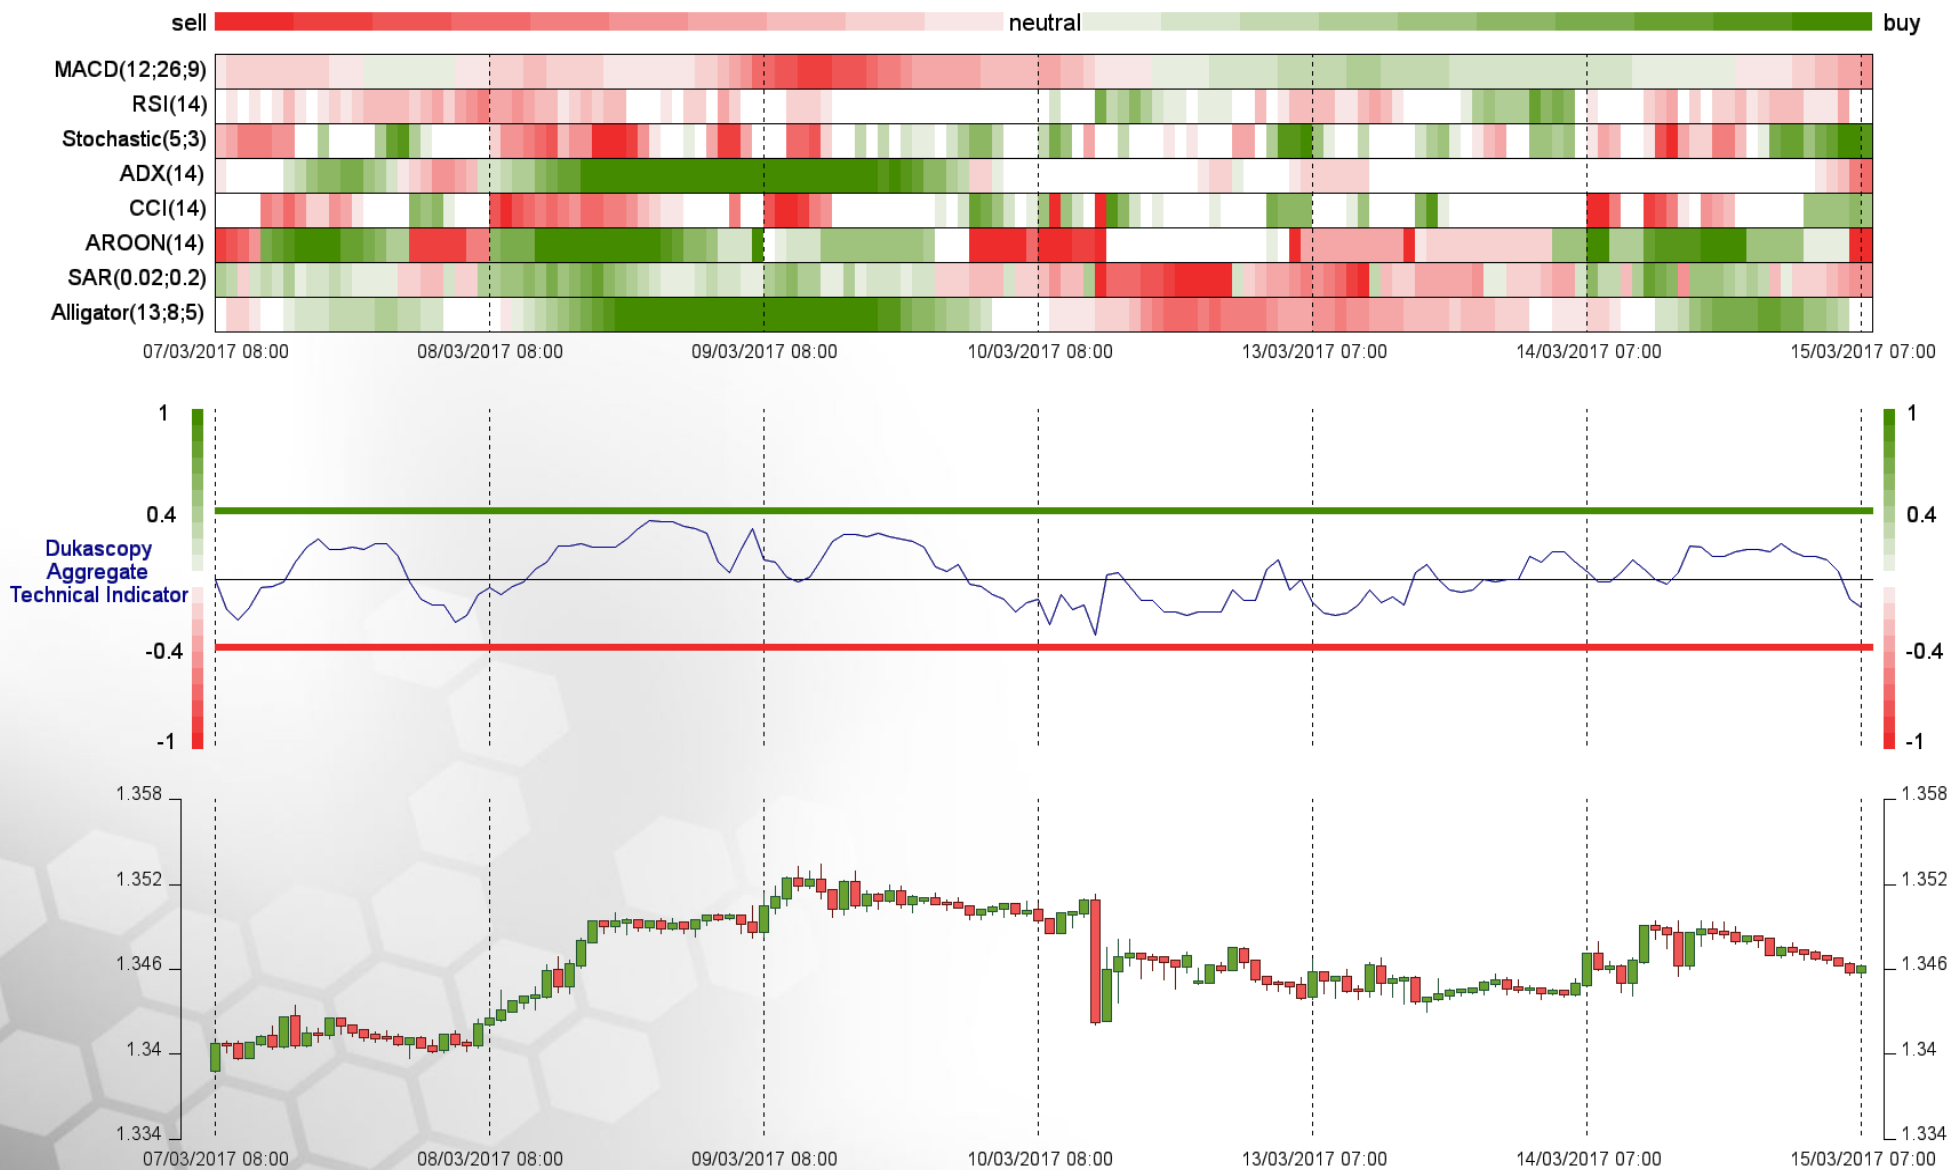 sell neutral buy
MACD(12;26;9)
RSI(14)
Stochastic(5;3)
ADX(14)
CCI(14)
AROON(14)
SAR(0.02;0.2)
Alligator(13;8;5)
07/03/2017 08:00 08/03/2017 08:00 09/03/2017 08:00 10/03/2017 08:00 13/03/2017 07:00 14/03/2017 07:00 15/03/2017 07:00
1 1
0.4 0.4
Dukascopy
Aggregate
Technical Indicator
-0.4 -0.4
-1 -1
1.358 1.358
1.352 1.352
1.346 1.346
1.34 1.34
1.334 1.334
07/03/2017 08:00 08/03/2017 08:00 09/03/2017 08:00 10/03/2017 08:00 13/03/2017 07:00 14/03/2017 07:00 15/03/2017 07:00